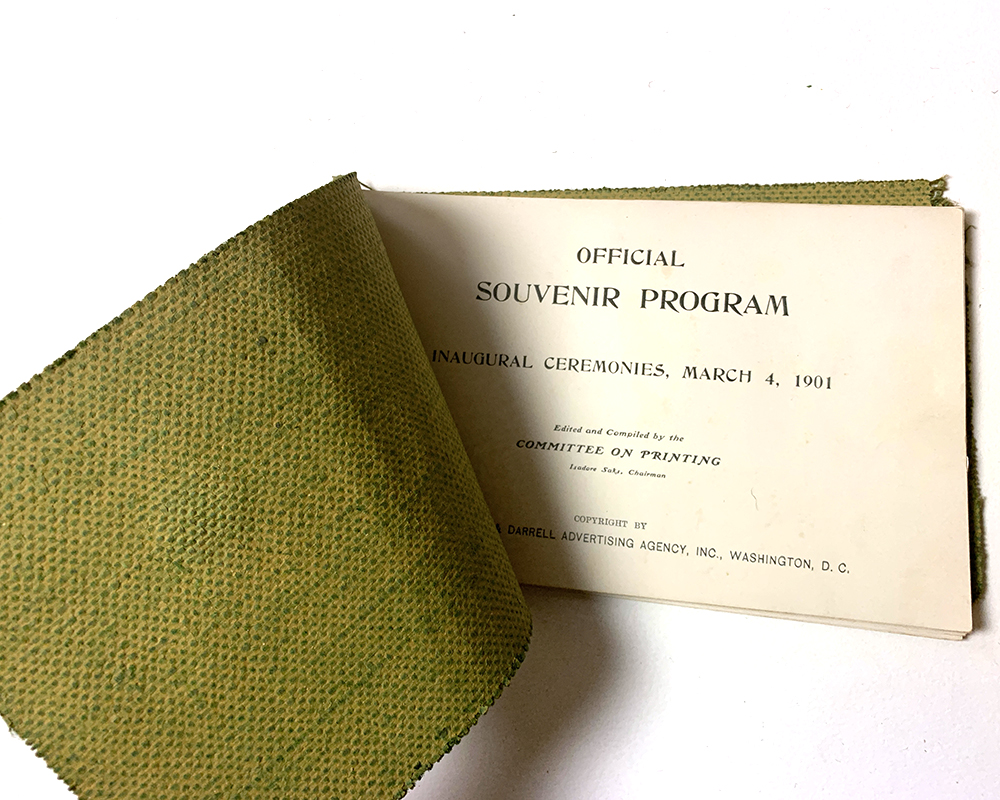 OFFICIAL
SOUVENIR PROGRAM
INAUGURAL CEREMONIES, MARCH 4, 1901
Edited and Compiled by the
COMMITTEE ON PRINTING
Isadore Saks, Chairman
COPYRIGHT BY
& DARRELL ADVERTISING AGENCY, INC., WASHINGTON, D. C.